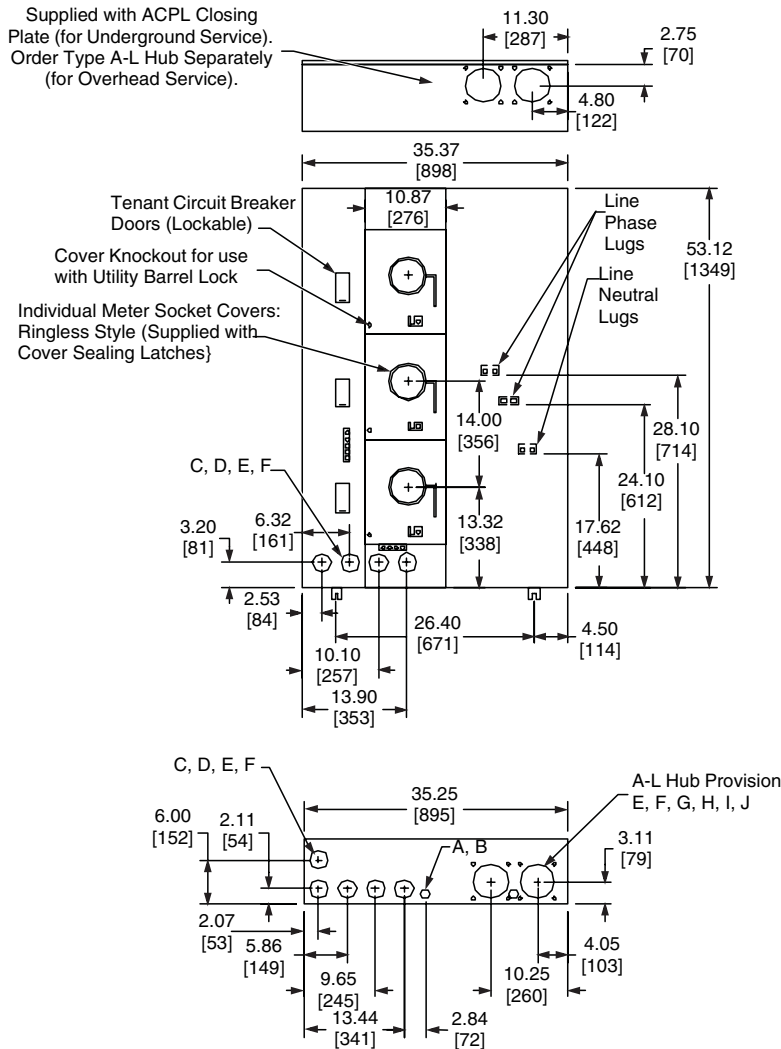 Supplied with ACPL Closing
Plate (for Underground Service).
Order Type A-L Hub Separately
(for Overhead Service).
11.30
[287]
2.75
[70]
4.80
[122]
35.37
[898]
10.87
[276]
Tenant Circuit Breaker
Doors (Lockable)
Cover Knockout for use
with Utility Barrel Lock
Individual Meter Socket Covers:
Ringless Style (Supplied with
Cover Sealing Latches}
Line
Phase
Lugs
Line
Neutral
Lugs
53.12
[1349]
14.00
[356]
28.10
[714]
24.10
[612]
17.62
[448]
C, D, E, F
6.32
[161]
13.32
[338]
3.20
[81]
2.53
[84]
26.40
[671]
4.50
[114]
10.10
[257]
13.90
[353]
C, D, E, F
35.25
[895]
A-L Hub Provision
E, F, G, H, I, J
6.00
[152]
2.11
[54]
A, B
3.11
[79]
2.07
[53]
5.86
[149]
4.05
[103]
9.65
[245]
10.25
[260]
13.44
[341]
2.84
[72]